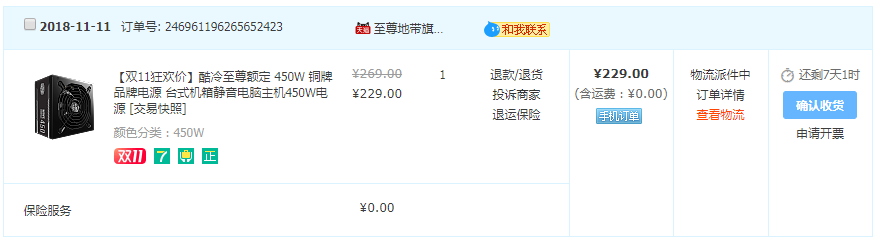 2018-11-11 订单号: 246961196265652423 天猫 至尊地带旗... 和我联系
【双11狂欢价】酷冷至尊额定 450W 铜牌
品牌电源 台式机箱静音电脑主机450W电
源 [交易快照]
颜色分类：450W
双11 7 正
¥269.00
¥229.00
1
退款/退货
投诉商家
退运保险
¥229.00
(含运费：¥0.00)
手机订单
物流派件中
订单详情
查看物流
还剩7天1时
确认收货
申请开票
保险服务 ¥0.00